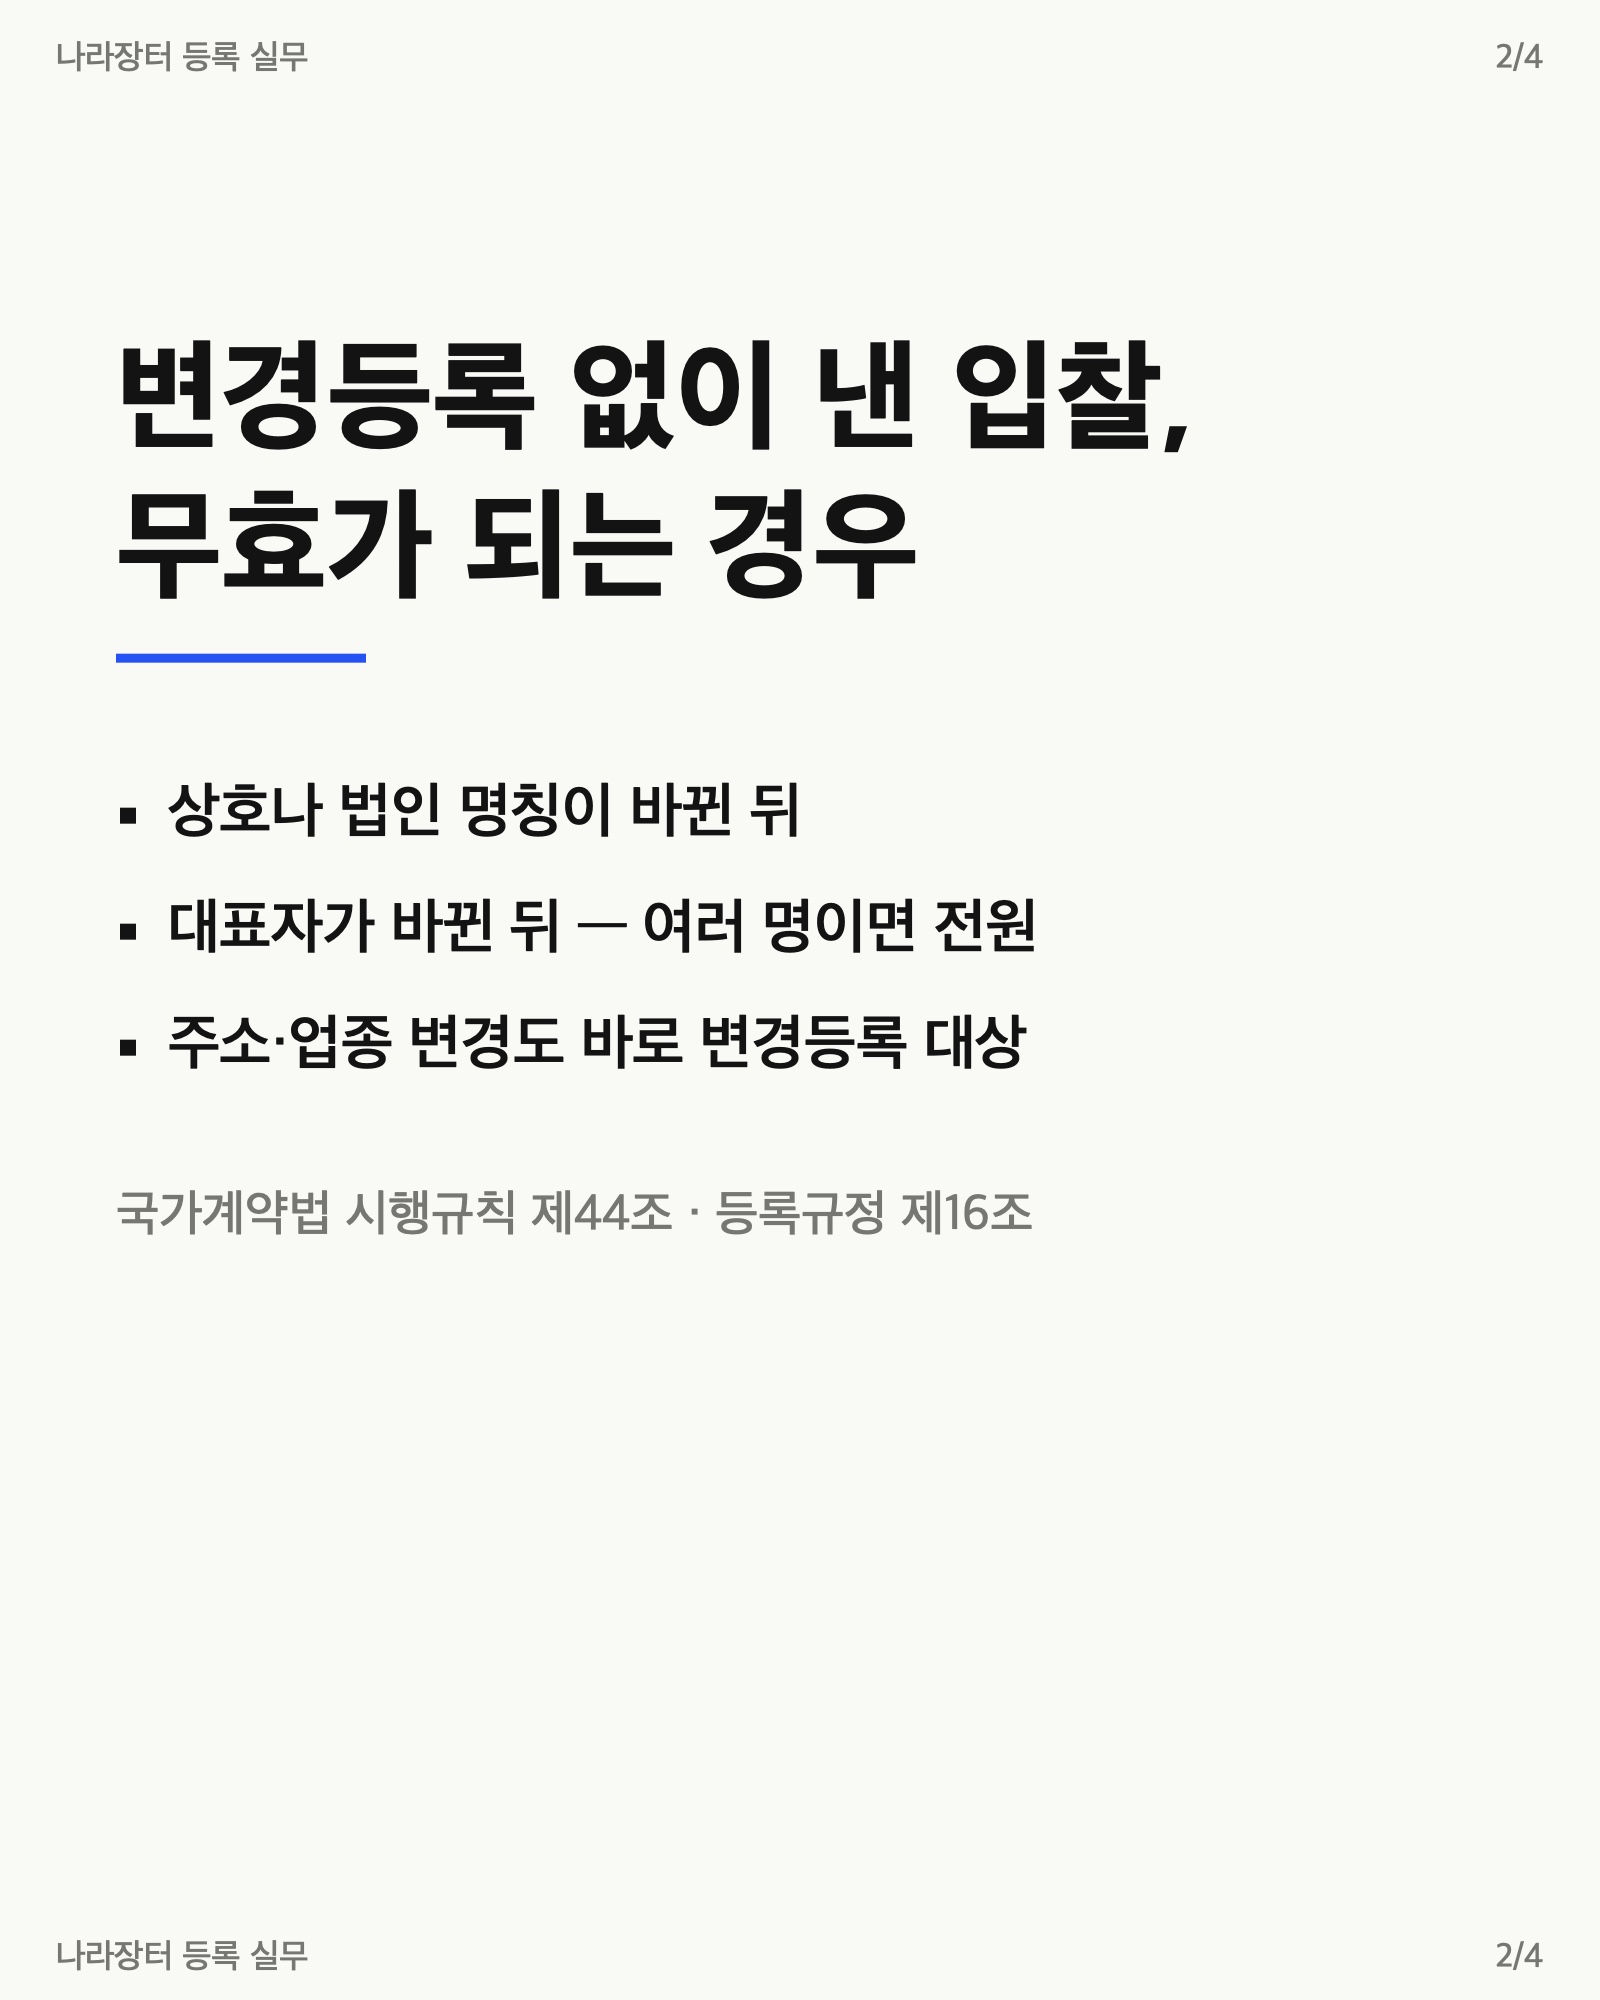 나라장터 등록 실무
2/4
변경등록 없이 낸 입찰,
무효가 되는 경우
▪ 상호나 법인 명칭이 바뀐 뒤
▪ 대표자가 바뀐 뒤 — 여러 명이면 전원
▪ 주소·업종 변경도 바로 변경등록 대상
국가계약법 시행규칙 제44조 · 등록규정 제16조
나라장터 등록 실무
2/4